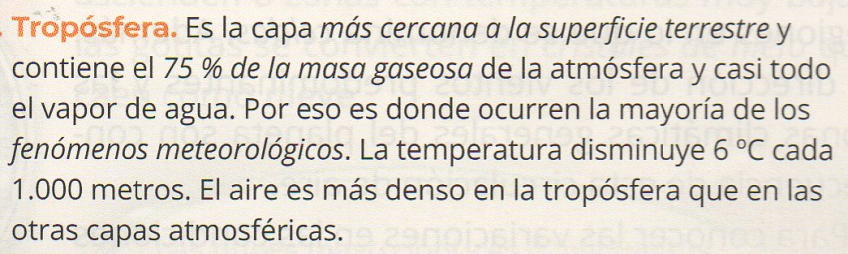 Tropósfera. Es la capa más cercana a la superficie terrestre y
contiene el 75 % de la masa gaseosa de la atmósfera y casi todo
el vapor de agua. Por eso es donde ocurren la mayoría de los
fenómenos meteorológicos. La temperatura disminuye 6 ºC cada
1.000 metros. El aire es más denso en la tropósfera que en las
otras capas atmosféricas.